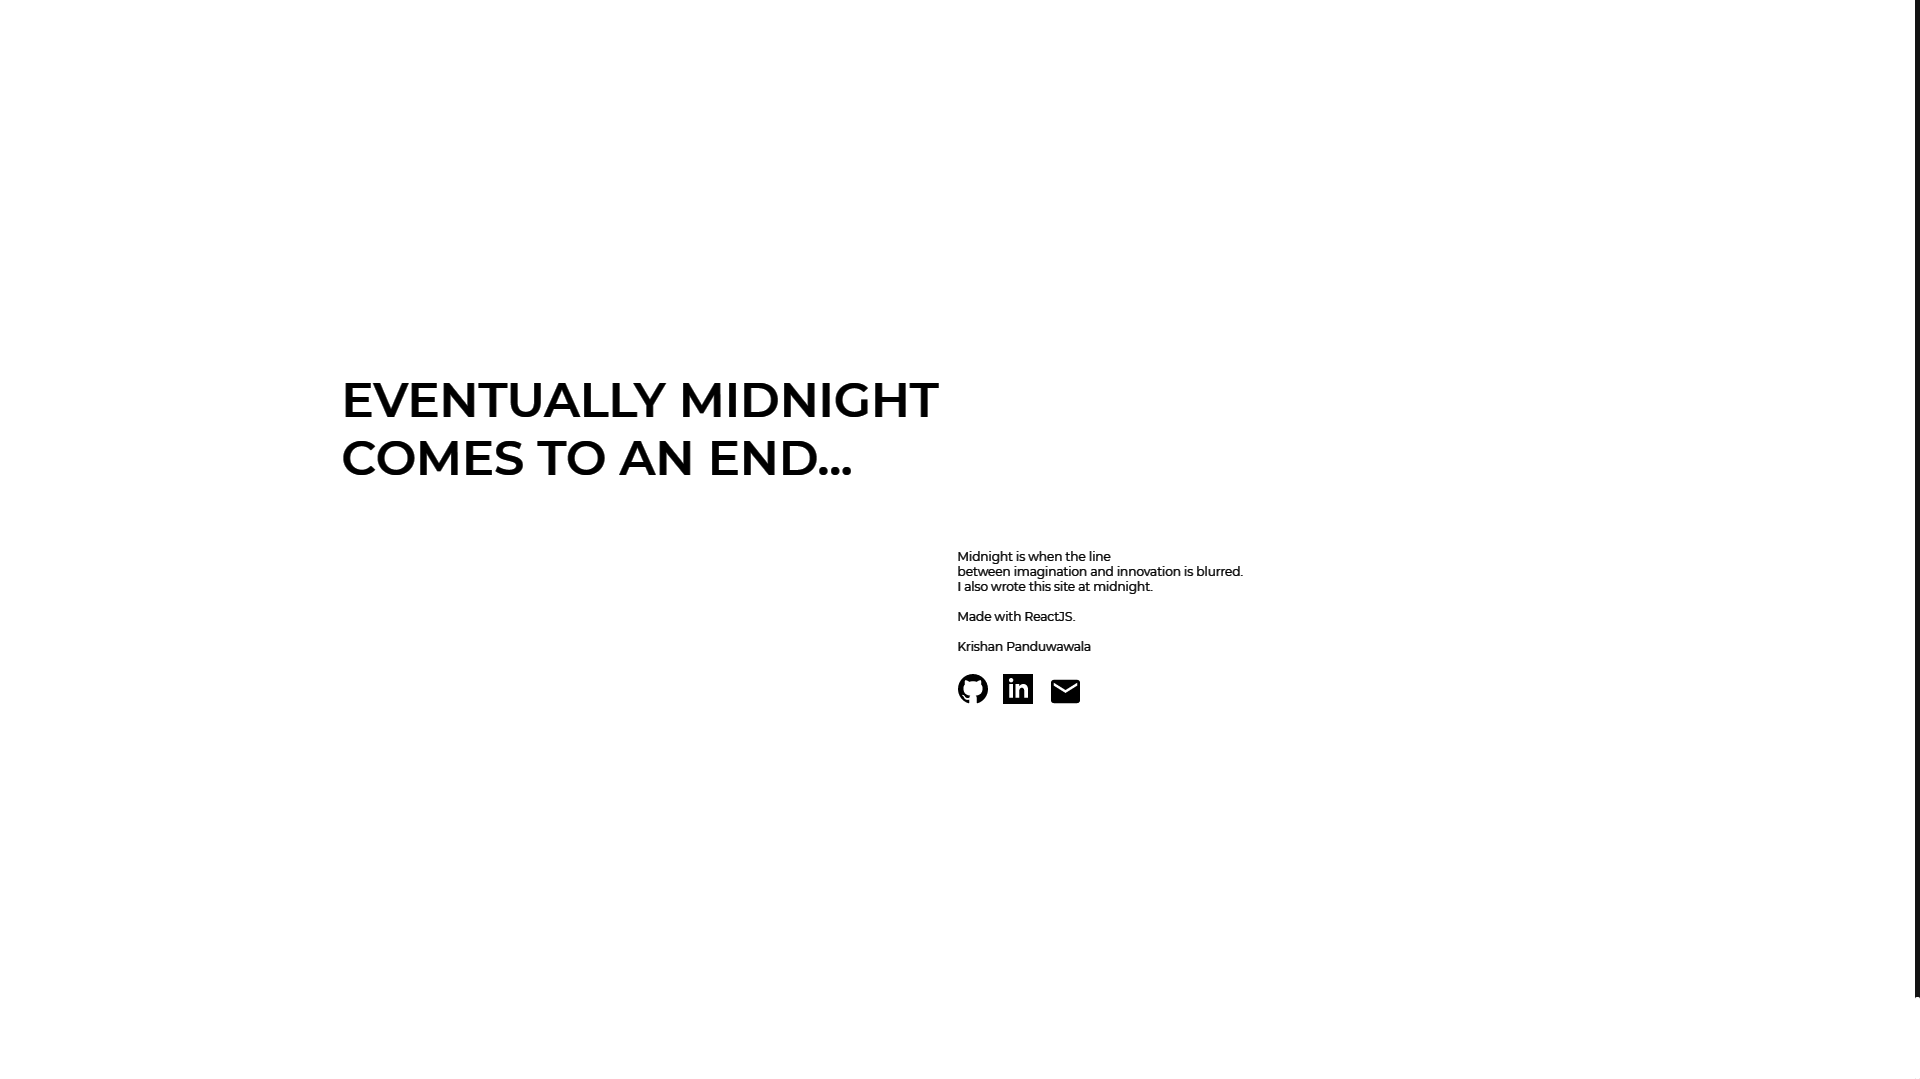 EVENTUALLY MIDNIGHT
COMES TO AN END...
Midnight is when the line
between imagination and innovation is blurred.
I also wrote this site at midnight.
Made with ReactJS.
Krishan Panduwawala
in